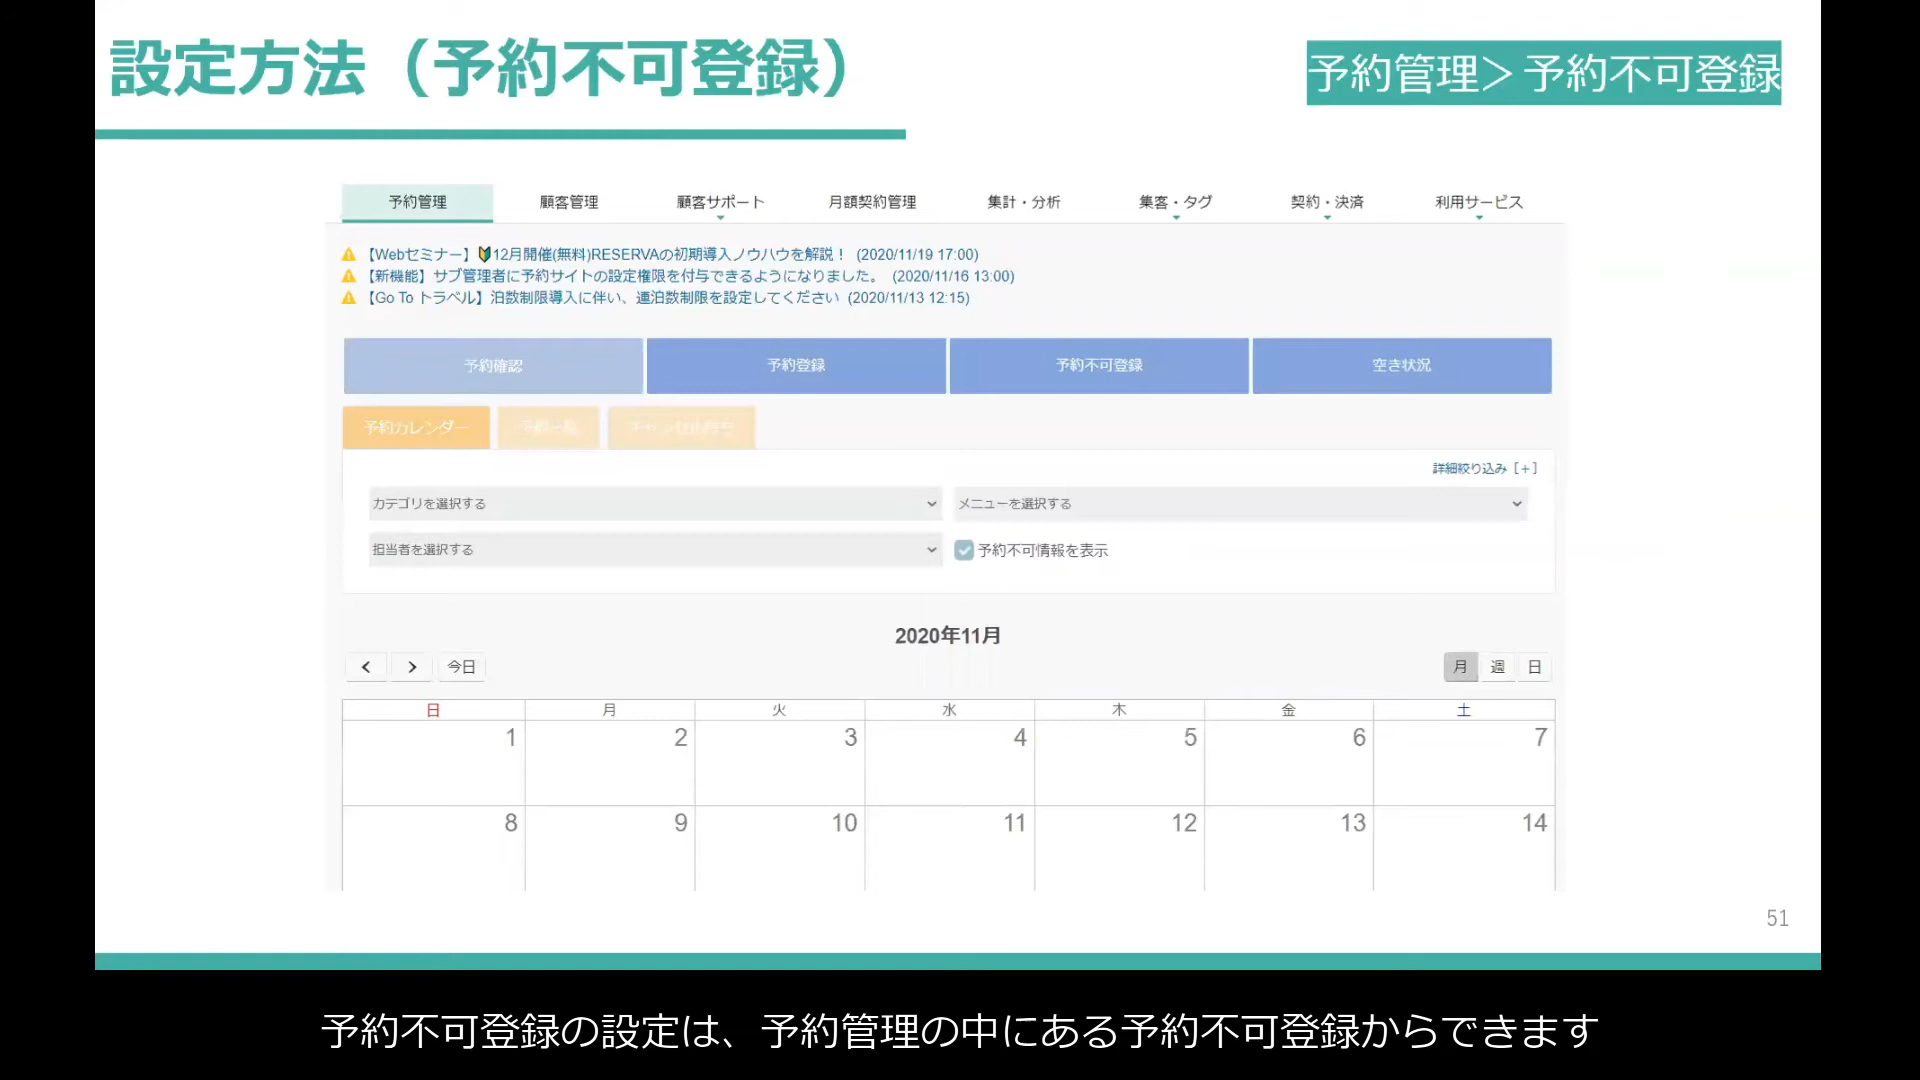 設定方法（予約不可登録）
予約管理＞予約不可登録
予約管理 顧客管理 顧客サポート 月額契約管理 集計・分析 集客・タグ 契約・決済 利用サービス
【Webセミナー】🔰12月開催(無料)RESERVAの初期導入ノウハウを解説！ (2020/11/19 17:00)
【新機能】サブ管理者に予約サイトの設定権限を付与できるようになりました。 (2020/11/16 13:00)
【Go To トラベル】泊数制限導入に伴い、連泊数制限を設定してください (2020/11/13 12:15)
予約確認 予約登録 予約不可登録 空き状況
予約カレンダー
詳細絞り込み [+]
カテゴリを選択する メニューを選択する
担当者を選択する 予約不可情報を表示
2020年11月
< > 今日 月 週 日
日 月 火 水 木 金 土
1 2 3 4 5 6 7
8 9 10 11 12 13 14
51
予約不可登録の設定は、予約管理の中にある予約不可登録からできます